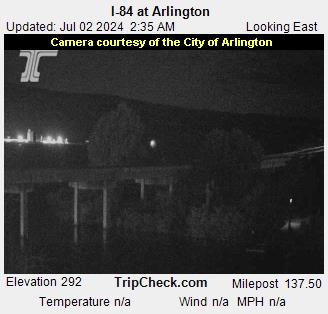 I-84 at Arlington
Updated: Jul 02 2024 2:35 AM Looking East
Camera courtesy of the City of Arlington
Elevation 292 TripCheck.com Milepost 137.50
Temperature n/a Wind n/a MPH n/a